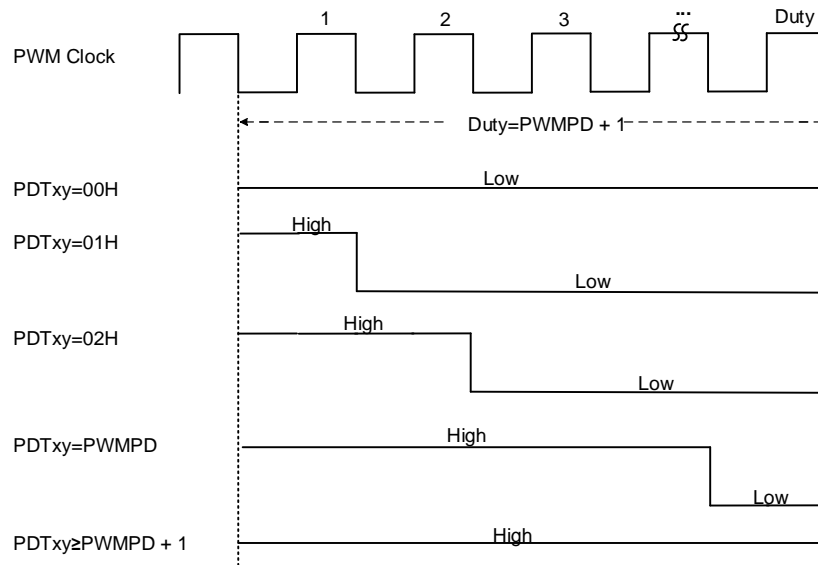 1 2 3 ... Duty
PWM Clock
Duty=PWMPD + 1
PDTxy=00H Low
PDTxy=01H High Low
PDTxy=02H High Low
PDTxy=PWMPD High Low
PDTxy≥PWMPD + 1 High